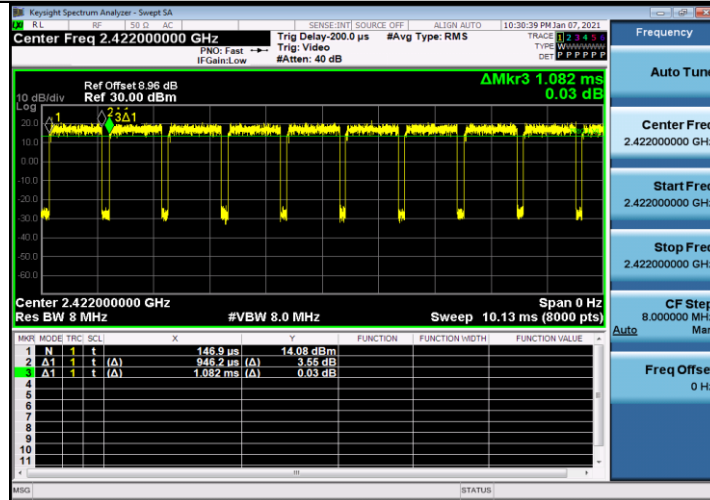 Keysight Spectrum Analyzer - Swept SA
RL RF 50 Ω AC SENSE:INT SOURCE OFF ALIGN AUTO 10:30:39 PM Jan 07, 2021
Center Freq 2.422000000 GHz
PNO: Fast
IFGain:Low
Trig Delay-200.0 µs
Trig: Video
#Atten: 40 dB
#Avg Type: RMS
TRACE 1 2 3 4 5 6
TYPE WWWWWW
DET P P P P P P
Ref Offset 8.96 dB
Ref 30.00 dBm
10 dB/div
Log
ΔMkr3 1.082 ms
0.03 dB
20.0
10.0
0.00
-10.0
-20.0
-30.0
-40.0
-50.0
-60.0
1
3Δ1
Center 2.422000000 GHz
Span 0 Hz
Res BW 8 MHz
#VBW 8.0 MHz
Sweep 10.13 ms (8000 pts)
MKR MODE TRC SCL X Y FUNCTION FUNCTION WIDTH FUNCTION VALUE
1 N 1 t 146.9 µs 14.08 dBm
2 Δ1 1 t (Δ) 946.2 µs (Δ) 3.55 dB
3 Δ1 1 t (Δ) 1.082 ms (Δ) 0.03 dB
4
5
6
7
8
9
10
11
MSG
STATUS
Frequency
Auto Tune
Center Freq
2.422000000 GHz
Start Freq
2.422000000 GHz
Stop Freq
2.422000000 GHz
CF Step
8.000000 MHz
Auto Man
Freq Offset
0 Hz